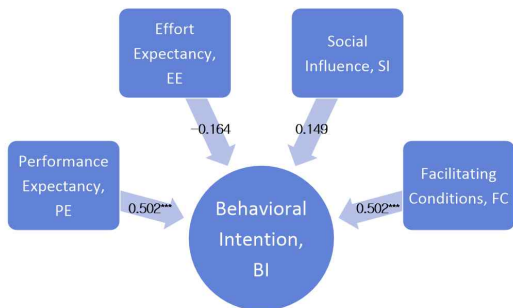 Effort
Expectancy,
EE
Social
Influence, SI
−0.164
0.149
Performance
Expectancy,
PE
0.502***
Facilitating
Conditions, FC
0.502***
Behavioral
Intention,
BI